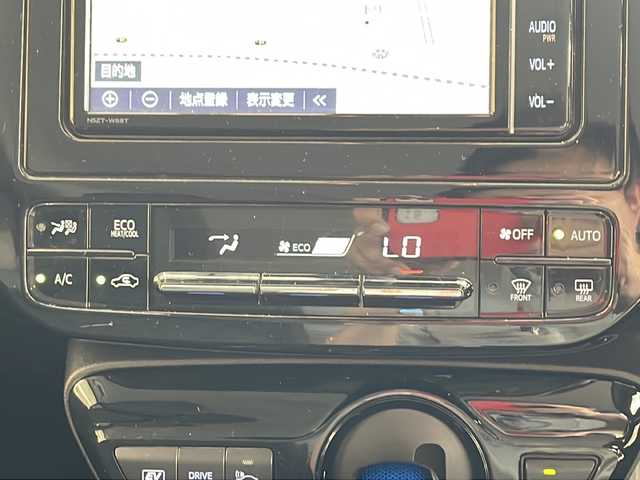 AUDIO
PWR
VOL+
VOL−
目的地
地点登録 表示変更
NSZT-W68T
ECO
HEAT/COOL
ECO LO
OFF
AUTO
A/C
FRONT
REAR
EV
DRIVE